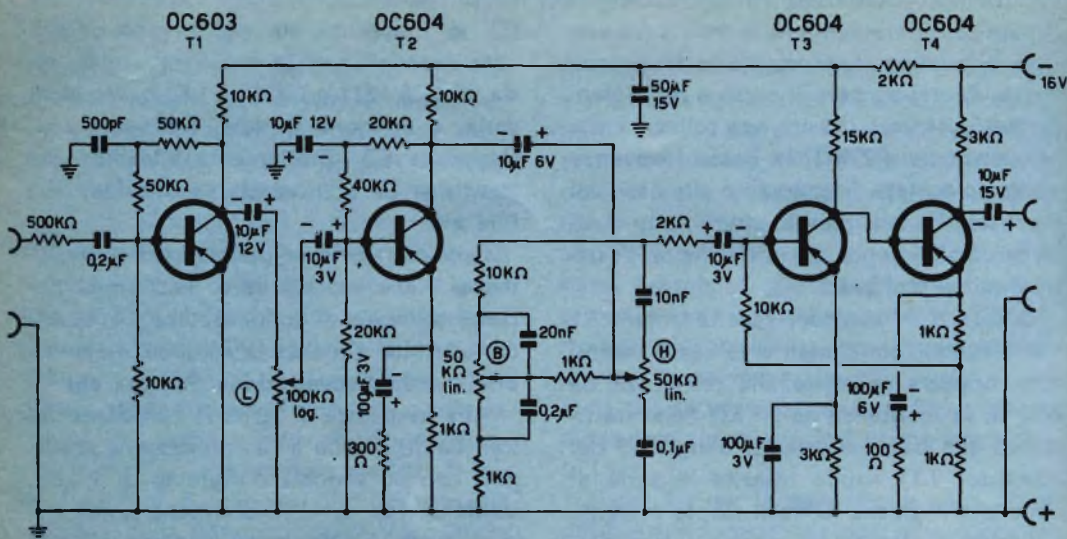 OC603
T1
OC604
T2
OC604
T3
OC604
T4
10KΩ
10KΩ
50µF
15V
2KΩ
−
16V
500pF
50KΩ
10µF 12V
20KΩ
10µF 6V
15KΩ
3KΩ
50KΩ
40KΩ
10µF
15V
500KΩ
0,2µF
10µF
12V
10µF
3V
2KΩ
10µF
3V
10KΩ
10nF
10KΩ
20nF
1KΩ
10KΩ
L
100KΩ
log.
20KΩ
100µF 3V
300
Ω
1KΩ
50
KΩ
lin.
B
1KΩ
0,2µF
H
50KΩ
lin.
100µF
6V
1KΩ
0,1µF
100µF
3V
3KΩ
100
Ω
1KΩ
+